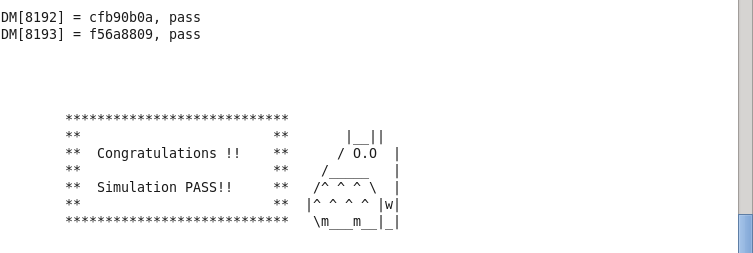 DM[8192] = cfb90b0a, pass
DM[8193] = f56a8809, pass
****************************
**                        **       |__||
**  Congratulations !!    **      / O.O  |
**                        **    /_____   |
**  Simulation PASS!!     **   /^ ^ ^ \  |
**                        **  |^ ^ ^ ^ |w|
****************************   \m___m__|_|